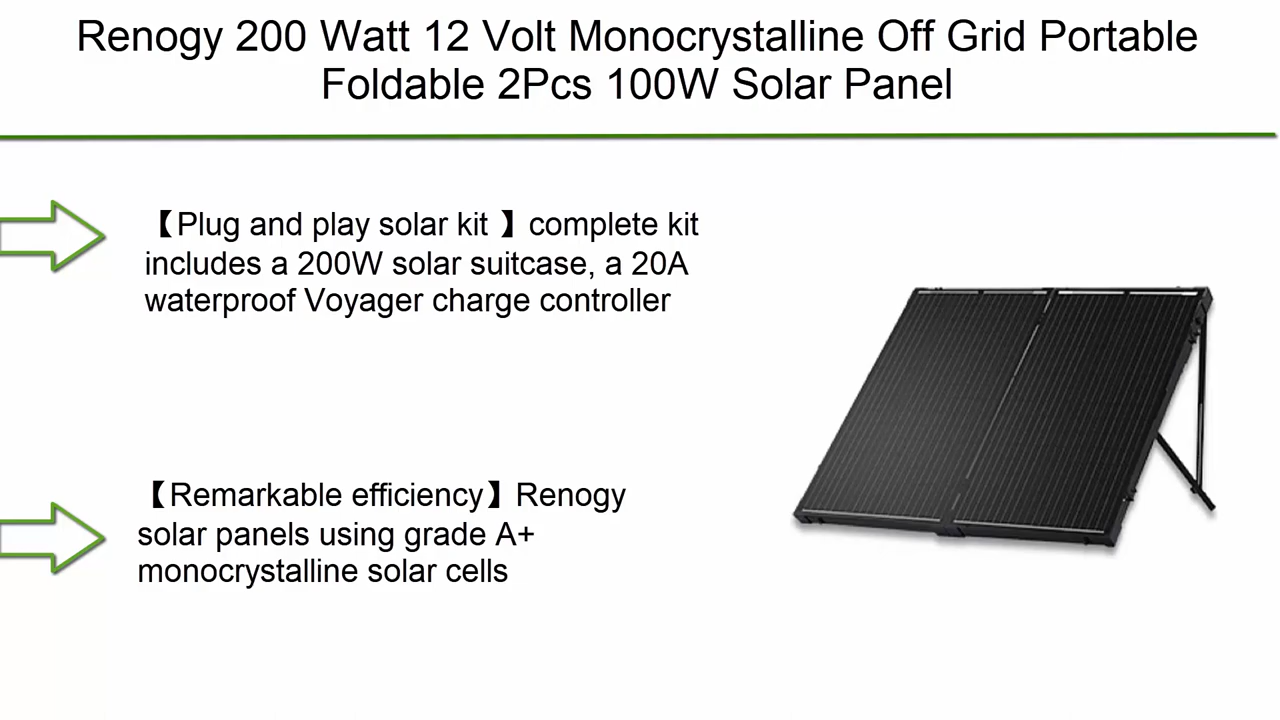 Renogy 200 Watt 12 Volt Monocrystalline Off Grid Portable
Foldable 2Pcs 100W Solar Panel
【Plug and play solar kit 】complete kit
includes a 200W solar suitcase, a 20A
waterproof Voyager charge controller
【Remarkable efficiency】Renogy
solar panels using grade A+
monocrystalline solar cells